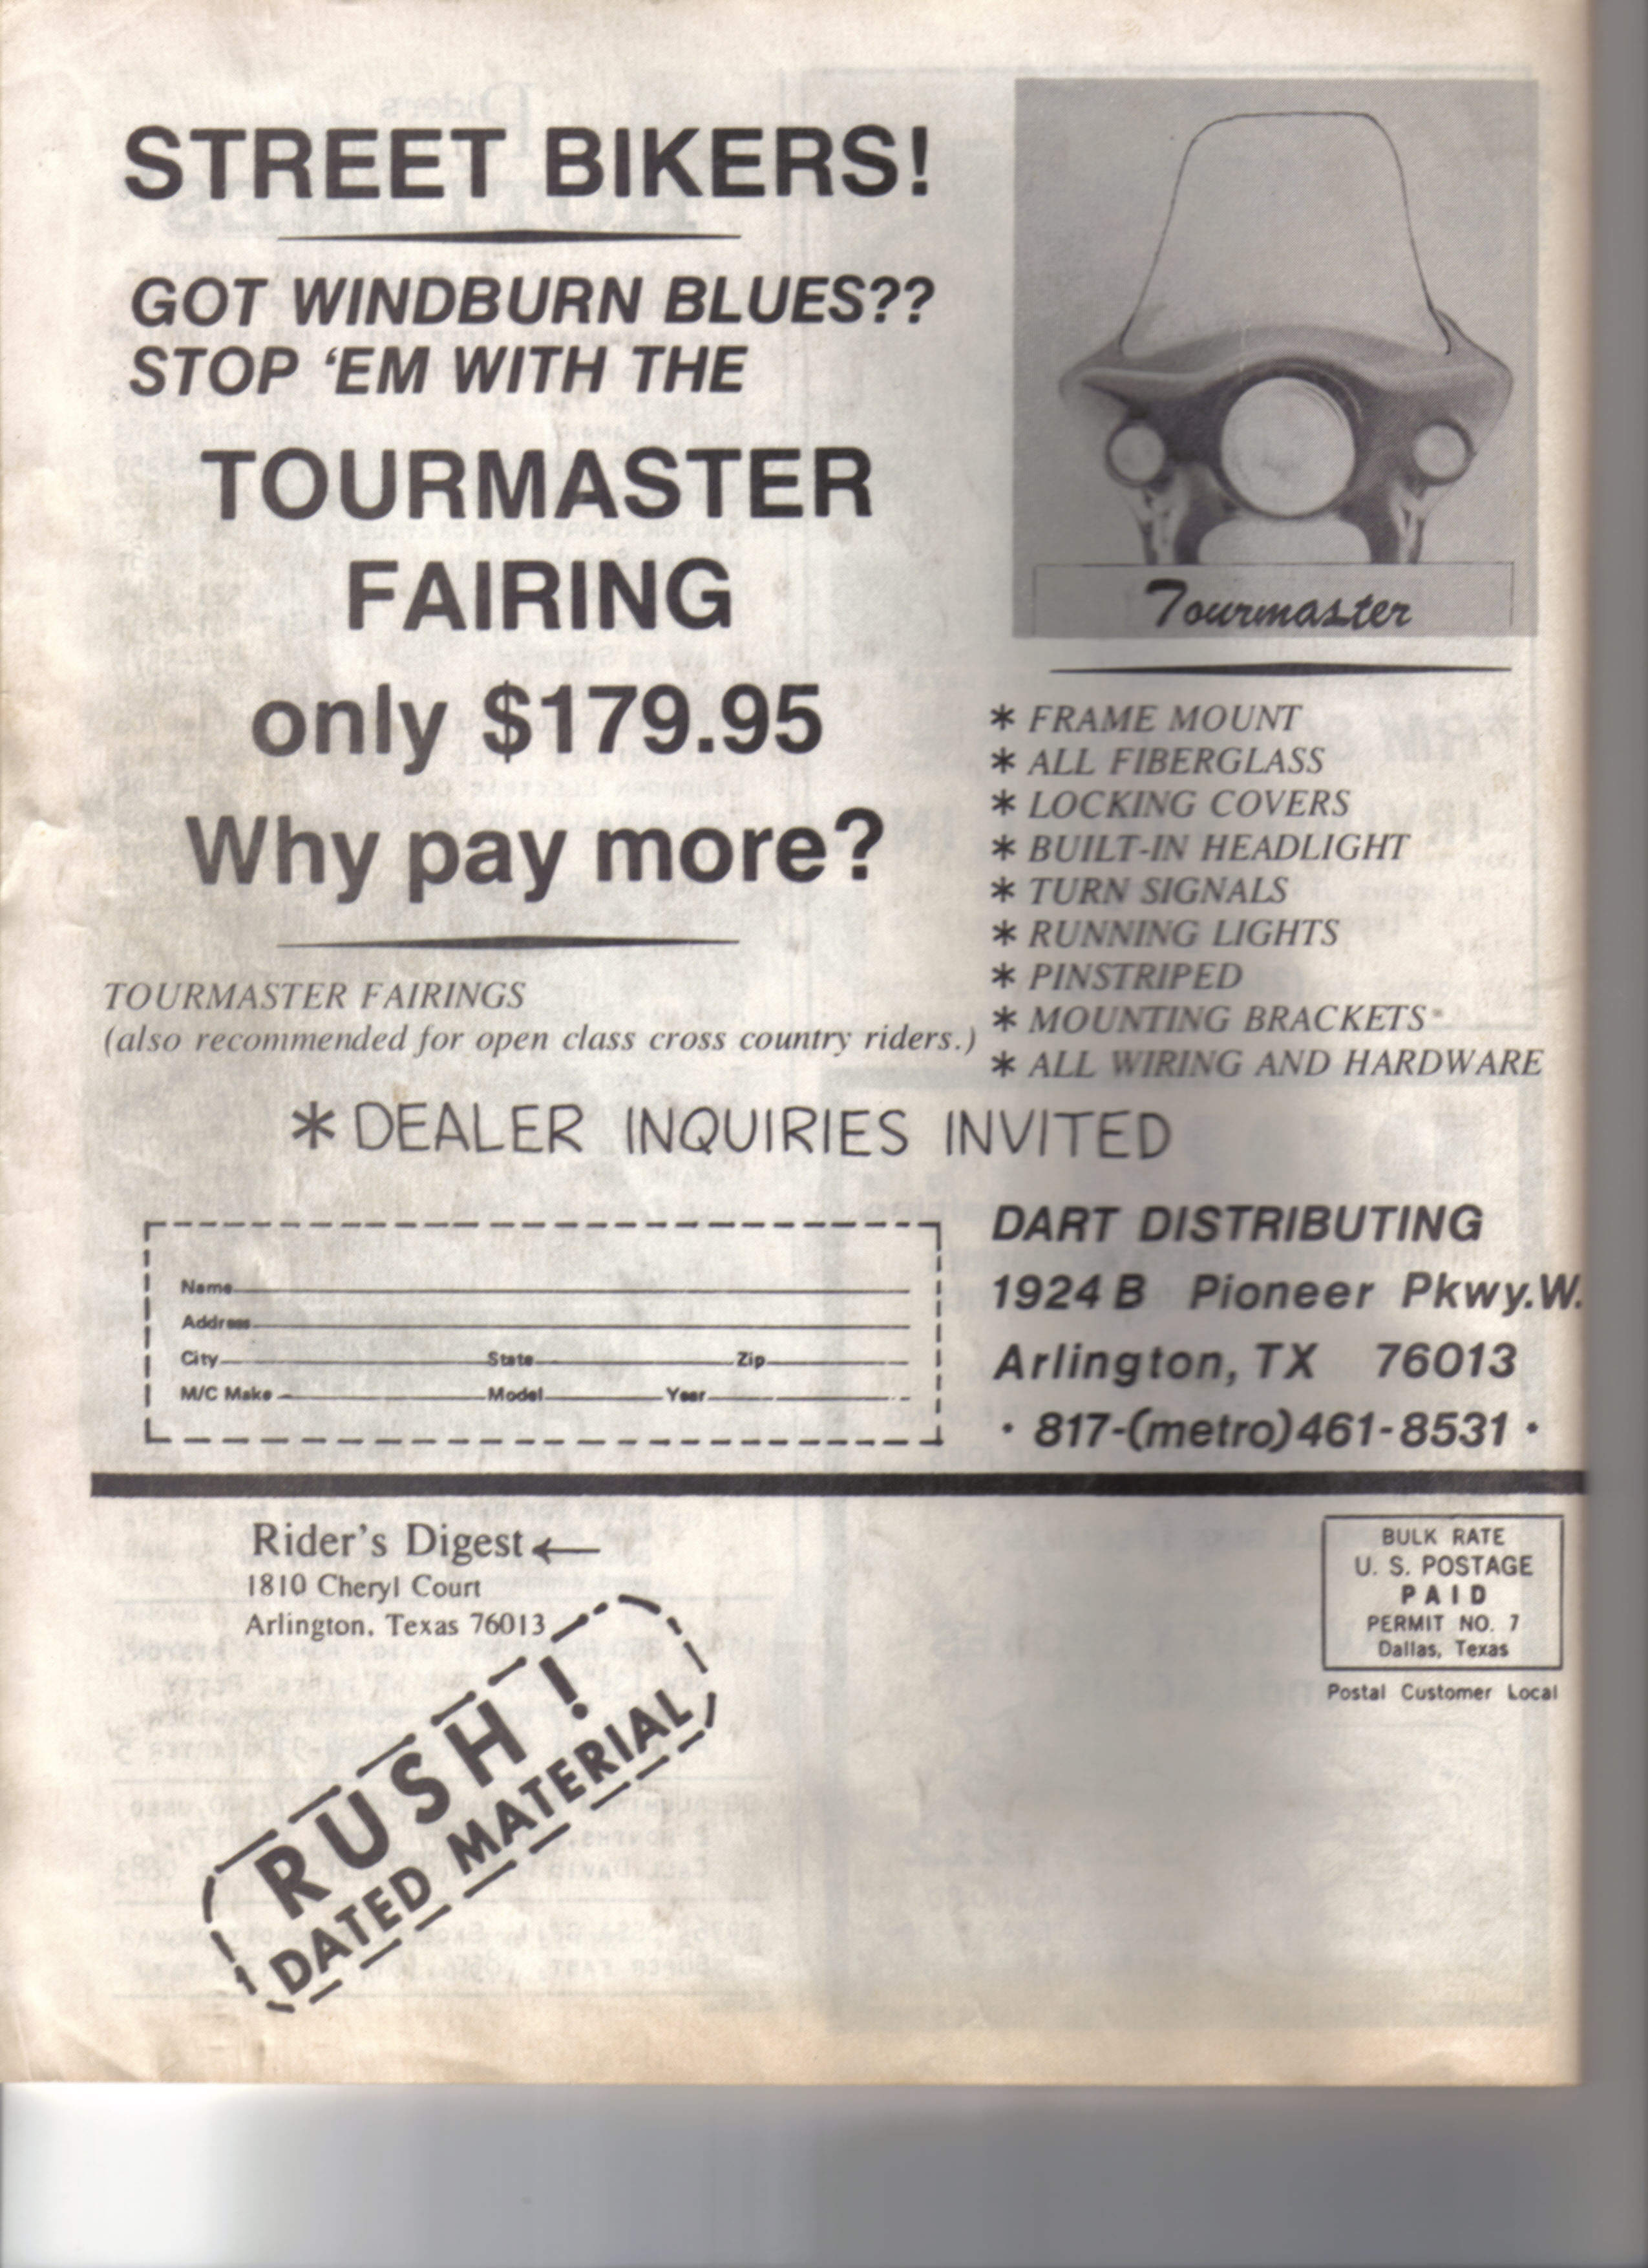 STREET BIKERS!
GOT WINDBURN BLUES??
STOP 'EM WITH THE
TOURMASTER
FAIRING
only $179.95
Why pay more?
TOURMASTER FAIRINGS
(also recommended for open class cross country riders.)
Tourmaster
* FRAME MOUNT
* ALL FIBERGLASS
* LOCKING COVERS
* BUILT-IN HEADLIGHT
* TURN SIGNALS
* RUNNING LIGHTS
* PINSTRIPED
* MOUNTING BRACKETS
* ALL WIRING AND HARDWARE
* DEALER INQUIRIES INVITED
Name
Address
City State Zip
M/C Make Model Year
DART DISTRIBUTING
1924 B Pioneer Pkwy.W.
Arlington, TX 76013
· 817-(metro)461-8531 ·
Rider's Digest ←
1810 Cheryl Court
Arlington, Texas 76013
RUSH!
DATED MATERIAL
BULK RATE
U. S. POSTAGE
PAID
PERMIT NO. 7
Dallas, Texas
Postal Customer Local